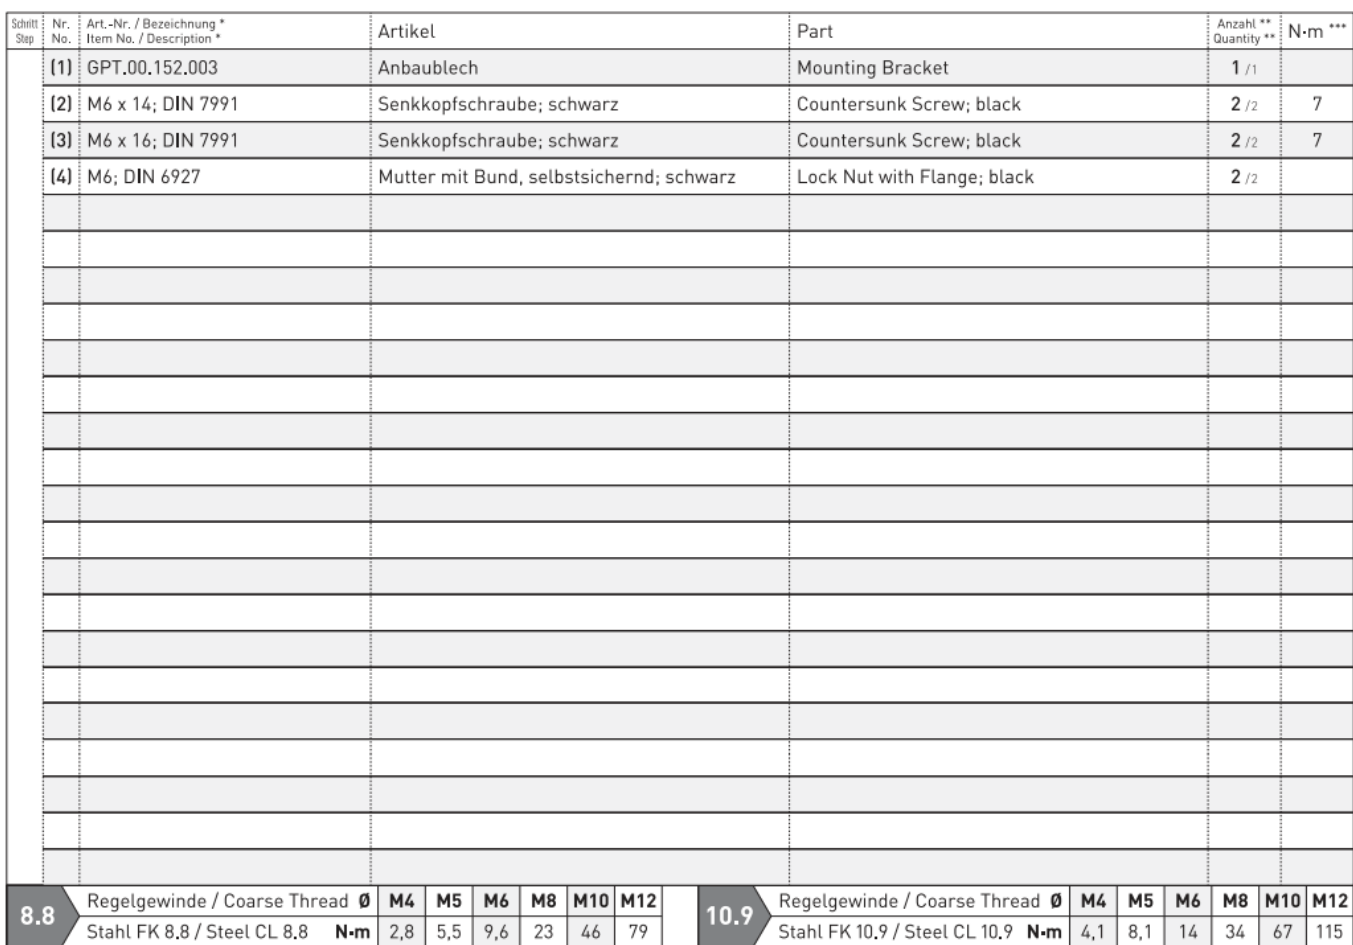 Schritt Nr. Art.-Nr. / Bezeichnung * Artikel Part Anzahl ** N·m ***
Step No. Item No. / Description * Quantity **
(1) GPT.00.152.003 Anbaublech Mounting Bracket 1 /1
(2) M6 x 14; DIN 7991 Senkkopfschraube; schwarz Countersunk Screw; black 2 /2 7
(3) M6 x 16; DIN 7991 Senkkopfschraube; schwarz Countersunk Screw; black 2 /2 7
(4) M6; DIN 6927 Mutter mit Bund, selbstsichernd; schwarz Lock Nut with Flange; black 2 /2
8.8 Regelgewinde / Coarse Thread Ø M4 M5 M6 M8 M10 M12
Stahl FK 8.8 / Steel CL 8.8 N·m 2,8 5,5 9,6 23 46 79
10.9 Regelgewinde / Coarse Thread Ø M4 M5 M6 M8 M10 M12
Stahl FK 10.9 / Steel CL 10.9 N·m 4,1 8,1 14 34 67 115